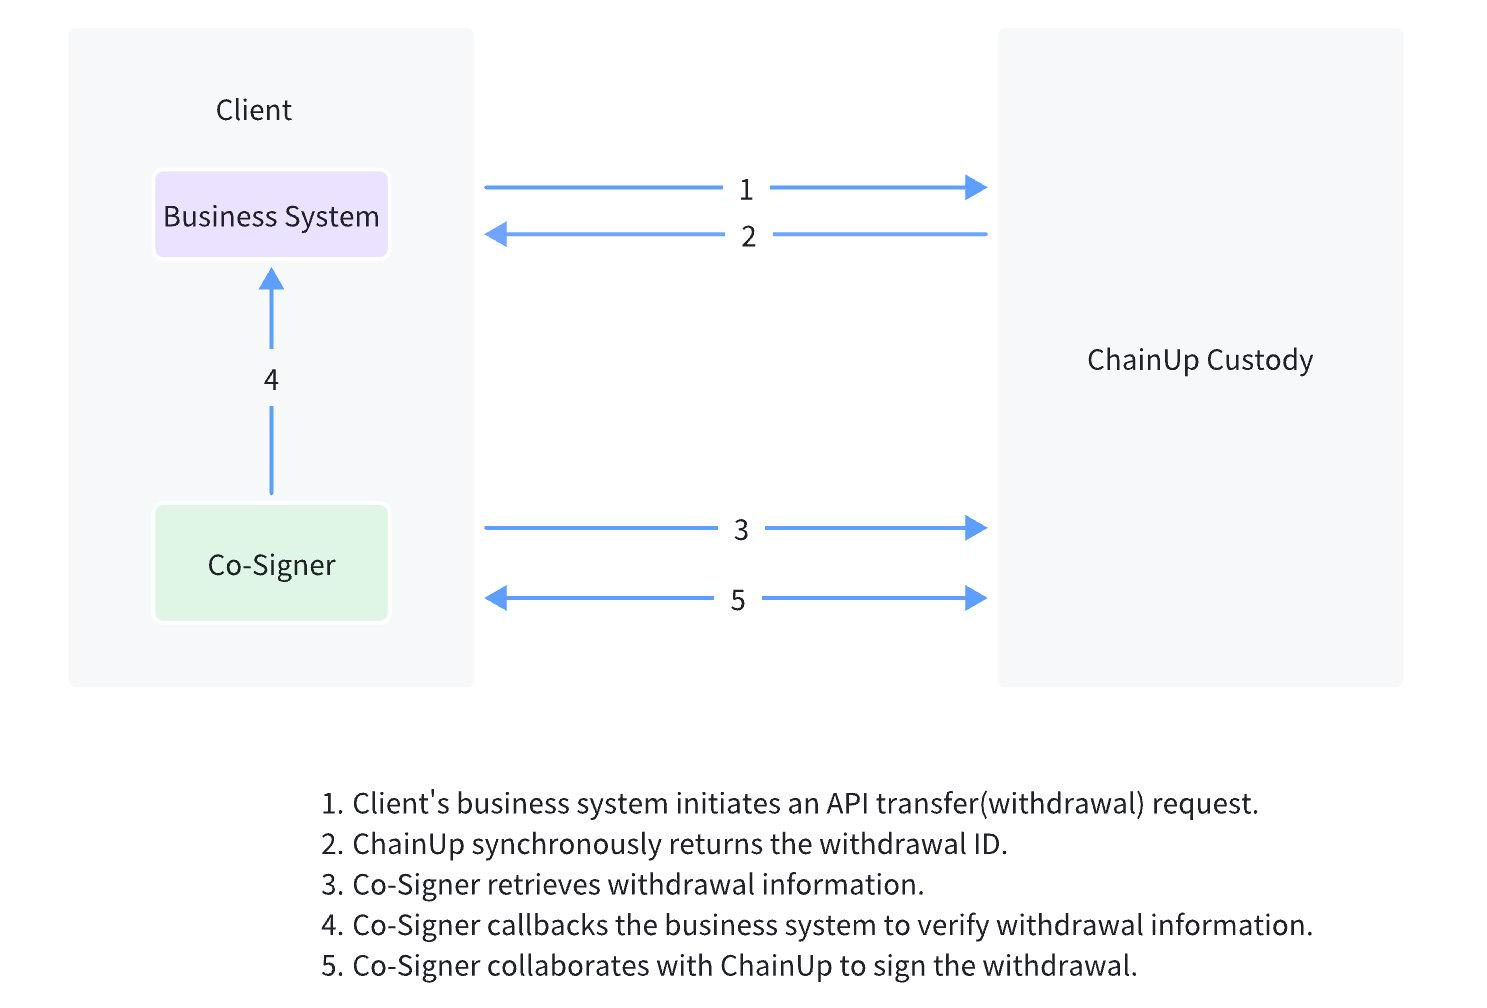 Client
Business System
1
2
4
ChainUp Custody
3
Co-Signer
5
1. Client's business system initiates an API transfer(withdrawal) request.
2. ChainUp synchronously returns the withdrawal ID.
3. Co-Signer retrieves withdrawal information.
4. Co-Signer callbacks the business system to verify withdrawal information.
5. Co-Signer collaborates with ChainUp to sign the withdrawal.